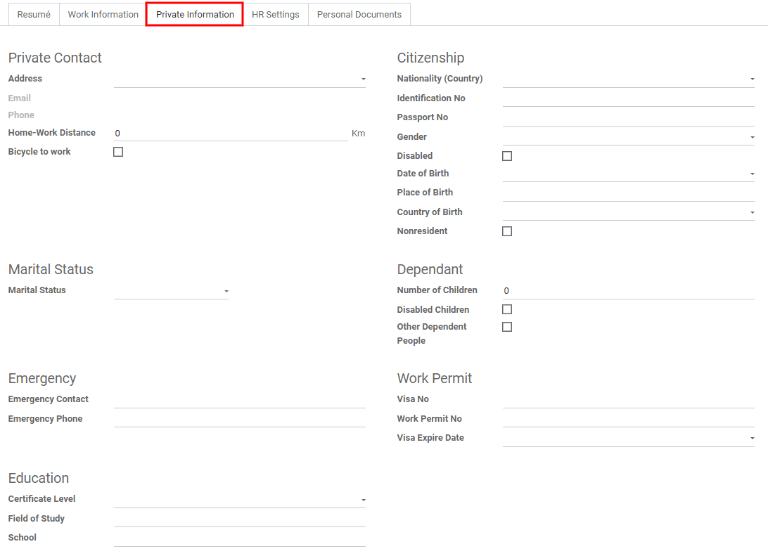 Resumé
Work Information
Private Information
HR Settings
Personal Documents
Private Contact
Address
Email
Phone
Home-Work Distance 0 Km
Bicycle to work
Citizenship
Nationality (Country)
Identification No
Passport No
Gender
Disabled
Date of Birth
Place of Birth
Country of Birth
Nonresident
Marital Status
Marital Status
Dependant
Number of Children 0
Disabled Children
Other Dependent
People
Emergency
Emergency Contact
Emergency Phone
Work Permit
Visa No
Work Permit No
Visa Expire Date
Education
Certificate Level
Field of Study
School